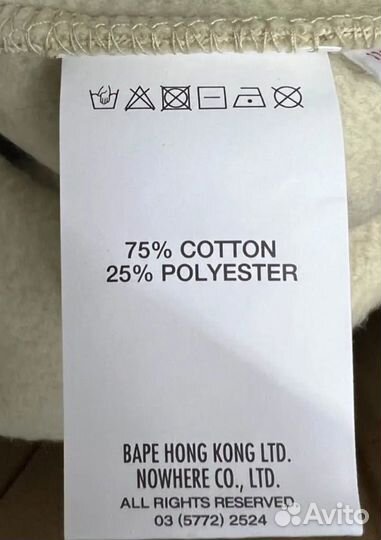 75% COTTON
25% POLYESTER
BAPE HONG KONG LTD.
NOWHERE CO., LTD.
ALL RIGHTS RESERVED.
03 (5772) 2524
Avito